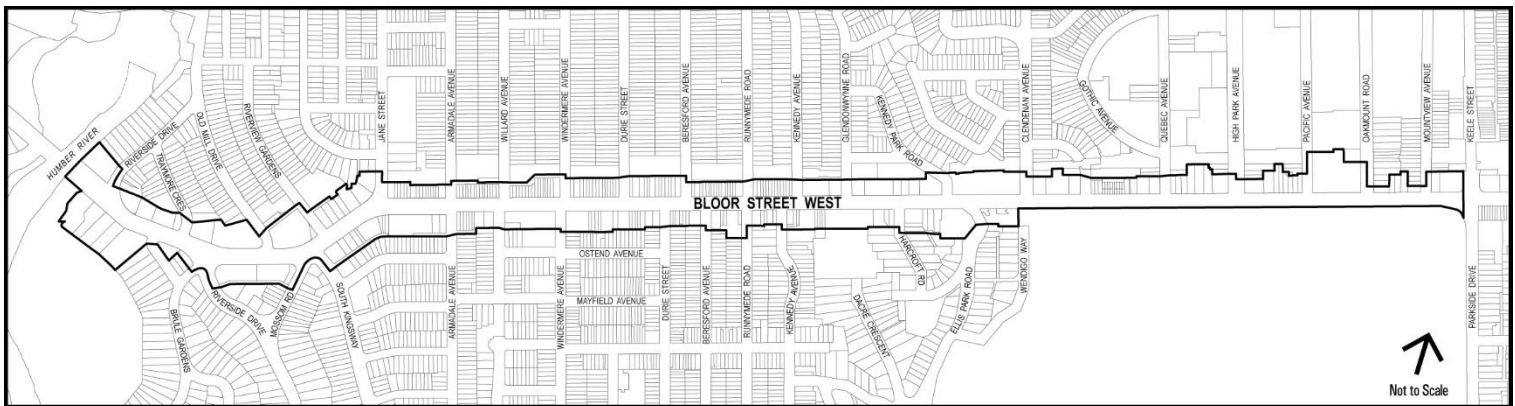 HUMBER RIVER
RIVERSIDE DRIVE
TRAYMORE CRES
OLD MILL DRIVE
RIVERVIEW GARDENS
JANE STREET
ARMADALE AVENUE
WILLARD AVENUE
WINDERMERE AVENUE
DURIE STREET
BERESFORD AVENUE
RUNNYMEDE ROAD
KENNEDY AVENUE
GLENDONWYNNE ROAD
KENNEDY PARK ROAD
CLENDENAN AVENUE
GOTHIC AVENUE
QUEBEC AVENUE
HIGH PARK AVENUE
PACIFIC AVENUE
OAKMOUNT ROAD
MOUNTVIEW AVENUE
KEELE STREET
BLOOR STREET WEST
BRULE GARDENS
RIVERSIDE DRIVE
MOSSOM RD
SOUTH KINGSWAY
ARMADALE AVENUE
WINDERMERE AVENUE
OSTEND AVENUE
MAYFIELD AVENUE
DURIE STREET
BERESFORD AVENUE
RUNNYMEDE ROAD
KENNEDY AVENUE
DACRE CRESCENT
HARCROFT RD
ELLIS PARK ROAD
WENDIGO WAY
PARKSIDE DRIVE
Not to Scale